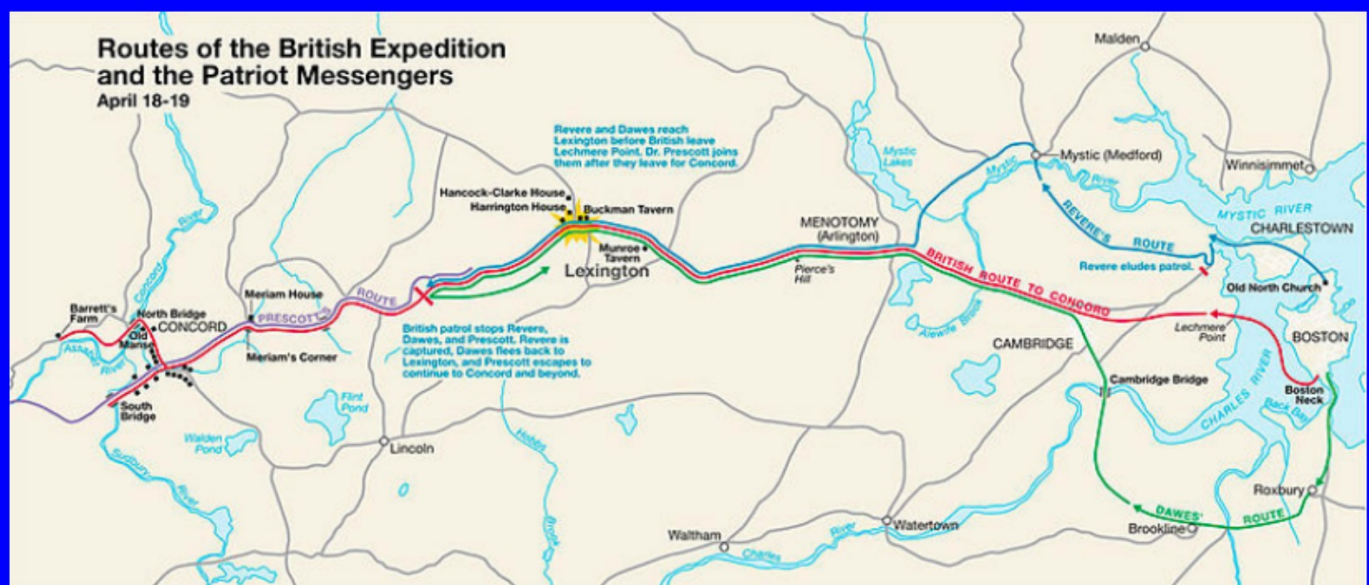 Routes of the British Expedition
and the Patriot Messengers
April 18-19
Malden
Revere and Dawes reach
Lexington before British leave
Lechmere Point. Dr. Prescott joins
them after they leave for Concord.
Mystic
Lakes
Mystic (Medford)
Mystic
River
Winnisimmet
Hancock-Clarke House
Harrington House
Buckman Tavern
MYSTIC RIVER
CHARLESTOWN
REVERE'S ROUTE
MENOTOMY
(Arlington)
Munroe
Tavern
Lexington
Pierce's
Hill
Revere eludes patrol.
BRITISH ROUTE TO CONCORD
Old North Church
Concord
River
Meriam House
PRESCOTT'S
ROUTE
Barrett's
Farm
North Bridge
CONCORD
Old
Manse
Assabet
River
Meriam's Corner
British patrol stops Revere,
Dawes, and Prescott. Revere is
captured, Dawes flees back to
Lexington, and Prescott escapes to
continue to Concord and beyond.
Alewife Brook
CAMBRIDGE
Lechmere
Point
BOSTON
Cambridge Bridge
CHARLES RIVER
Boston
Neck
Back Bay
South
Bridge
Flint
Pond
Walden
Pond
Lincoln
Hobbs
Brook
Sudbury
River
Roxbury
DAWES' ROUTE
Brookline
Watertown
Waltham
Charles
River